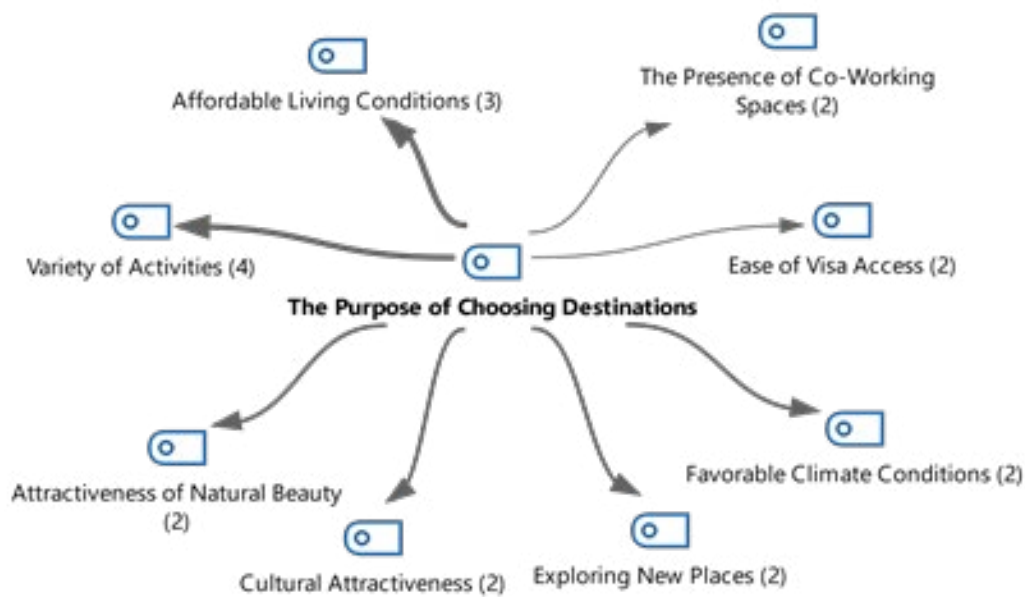 The Presence of Co-Working
Spaces (2)
Affordable Living Conditions (3)
Variety of Activities (4)
Ease of Visa Access (2)
The Purpose of Choosing Destinations
Favorable Climate Conditions (2)
Attractiveness of Natural Beauty
(2)
Cultural Attractiveness (2)
Exploring New Places (2)